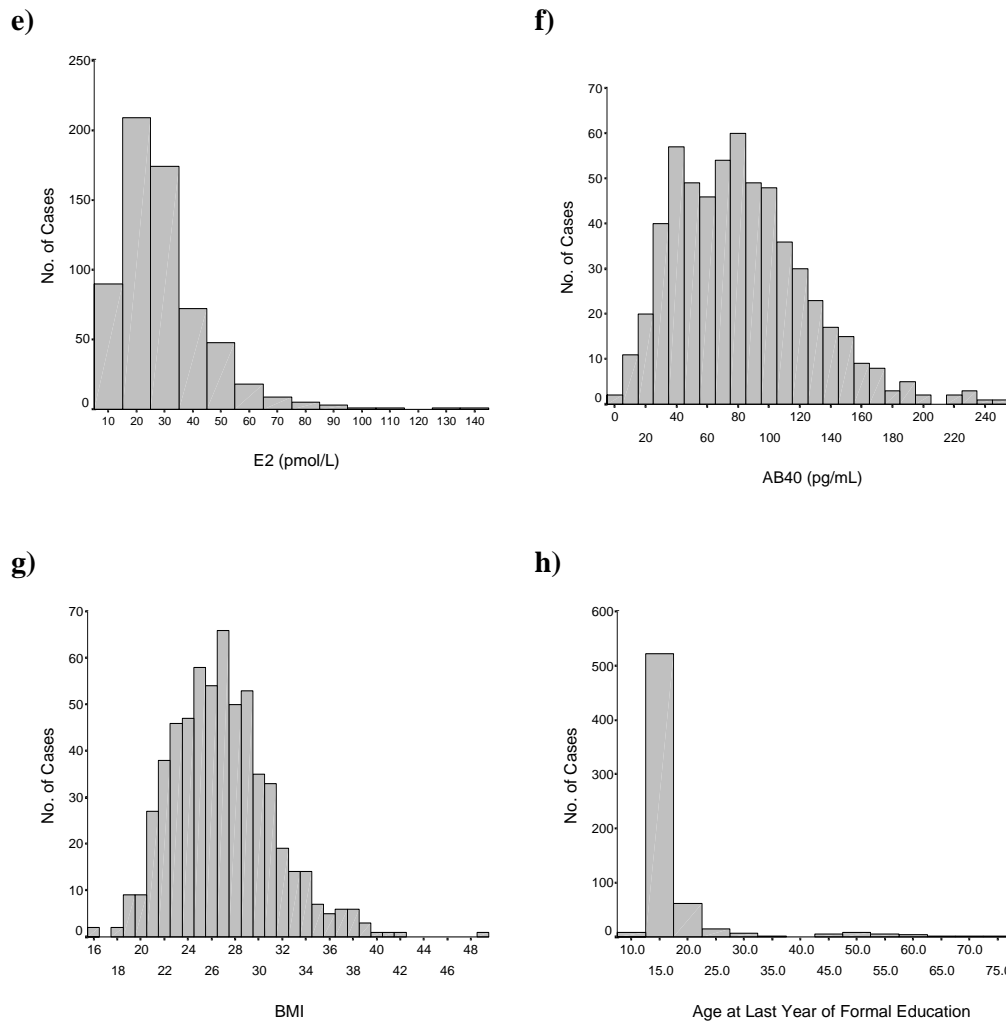 e)
250
200
150
100
50
0
No. of Cases
10 20 30 40 50 60 70 80 90 100 110 120 130 140
E2 (pmol/L)
f)
70
60
50
40
30
20
10
0
No. of Cases
0 40 80 120 160 200 240
20 60 100 140 180 220
AB40 (pg/mL)
g)
70
60
50
40
30
20
10
0
No. of Cases
16 20 24 28 32 36 40 44 48
18 22 26 30 34 38 42 46
BMI
h)
600
500
400
300
200
100
0
No. of Cases
10.0 20.0 30.0 40.0 50.0 60.0 70.0
15.0 25.0 35.0 45.0 55.0 65.0 75.0
Age at Last Year of Formal Education